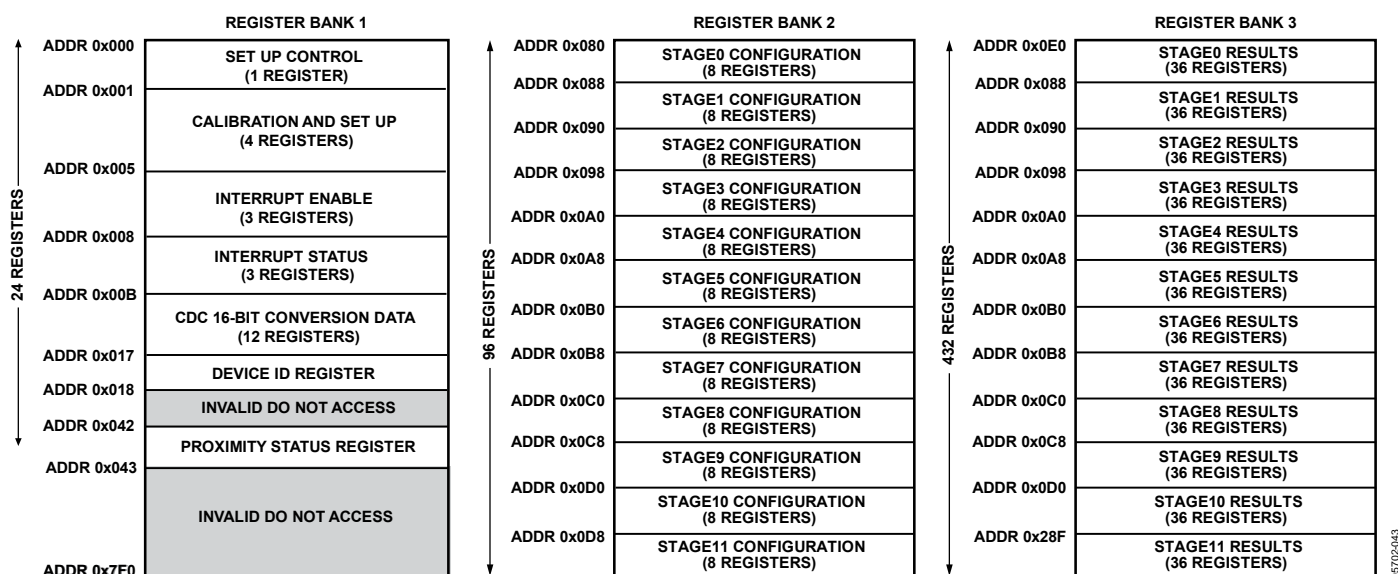 REGISTER BANK 1
ADDR 0x000
SET UP CONTROL
(1 REGISTER)
ADDR 0x001
CALIBRATION AND SET UP
(4 REGISTERS)
ADDR 0x005
INTERRUPT ENABLE
(3 REGISTERS)
ADDR 0x008
INTERRUPT STATUS
(3 REGISTERS)
ADDR 0x00B
CDC 16-BIT CONVERSION DATA
(12 REGISTERS)
ADDR 0x017
DEVICE ID REGISTER
ADDR 0x018
INVALID DO NOT ACCESS
ADDR 0x042
PROXIMITY STATUS REGISTER
ADDR 0x043
INVALID DO NOT ACCESS
ADDR 0x7F0
24 REGISTERS
REGISTER BANK 2
ADDR 0x080
STAGE0 CONFIGURATION
(8 REGISTERS)
ADDR 0x088
STAGE1 CONFIGURATION
(8 REGISTERS)
ADDR 0x090
STAGE2 CONFIGURATION
(8 REGISTERS)
ADDR 0x098
STAGE3 CONFIGURATION
(8 REGISTERS)
ADDR 0x0A0
STAGE4 CONFIGURATION
(8 REGISTERS)
ADDR 0x0A8
STAGE5 CONFIGURATION
(8 REGISTERS)
ADDR 0x0B0
STAGE6 CONFIGURATION
(8 REGISTERS)
ADDR 0x0B8
STAGE7 CONFIGURATION
(8 REGISTERS)
ADDR 0x0C0
STAGE8 CONFIGURATION
(8 REGISTERS)
ADDR 0x0C8
STAGE9 CONFIGURATION
(8 REGISTERS)
ADDR 0x0D0
STAGE10 CONFIGURATION
(8 REGISTERS)
ADDR 0x0D8
STAGE11 CONFIGURATION
(8 REGISTERS)
96 REGISTERS
REGISTER BANK 3
ADDR 0x0E0
STAGE0 RESULTS
(36 REGISTERS)
ADDR 0x088
STAGE1 RESULTS
(36 REGISTERS)
ADDR 0x090
STAGE2 RESULTS
(36 REGISTERS)
ADDR 0x098
STAGE3 RESULTS
(36 REGISTERS)
ADDR 0x0A0
STAGE4 RESULTS
(36 REGISTERS)
ADDR 0x0A8
STAGE5 RESULTS
(36 REGISTERS)
ADDR 0x0B0
STAGE6 RESULTS
(36 REGISTERS)
ADDR 0x0B8
STAGE7 RESULTS
(36 REGISTERS)
ADDR 0x0C0
STAGE8 RESULTS
(36 REGISTERS)
ADDR 0x0C8
STAGE9 RESULTS
(36 REGISTERS)
ADDR 0x0D0
STAGE10 RESULTS
(36 REGISTERS)
ADDR 0x28F
STAGE11 RESULTS
(36 REGISTERS)
432 REGISTERS